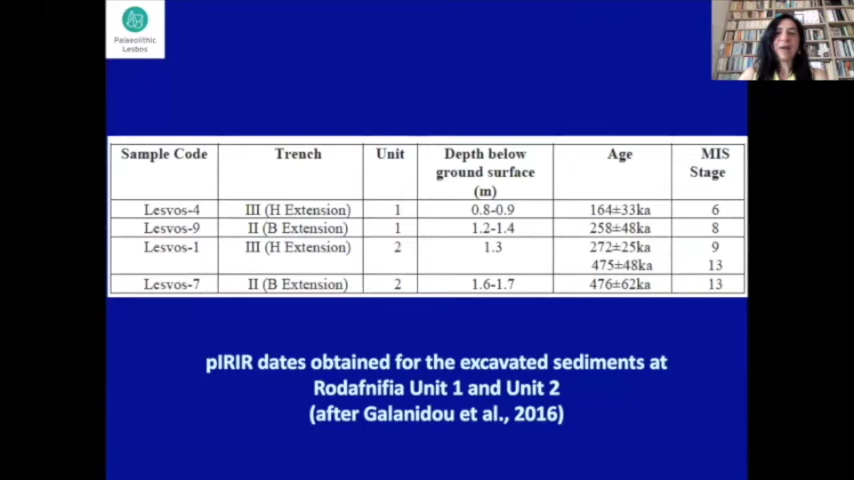 Palaeolithic
Lesbos
Sample Code Trench Unit Depth below ground surface (m) Age MIS Stage
Lesvos-4 III (H Extension) 1 0.8-0.9 164±33ka 6
Lesvos-9 II (B Extension) 1 1.2-1.4 258±48ka 8
Lesvos-1 III (H Extension) 2 1.3 272±25ka 9
475±48ka 13
Lesvos-7 II (B Extension) 2 1.6-1.7 476±62ka 13
pIRIR dates obtained for the excavated sediments at
Rodafnifia Unit 1 and Unit 2
(after Galanidou et al., 2016)